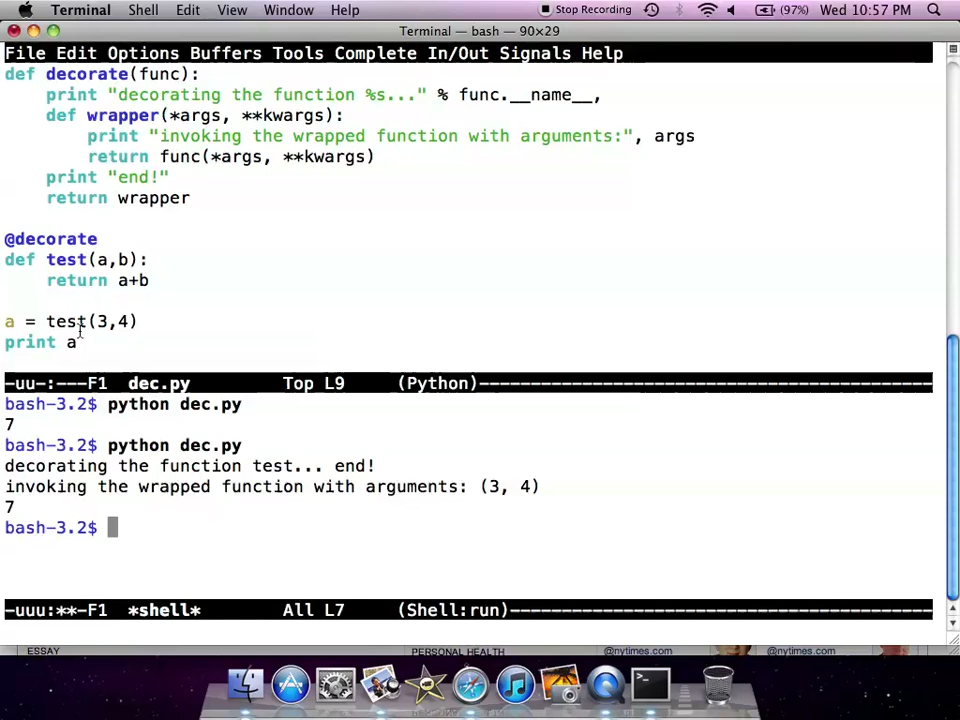 Terminal Shell Edit View Window Help Stop Recording (97%) Wed 10:57 PM
Terminal — bash — 90×29
File Edit Options Buffers Tools Complete In/Out Signals Help
def decorate(func):
    print "decorating the function %s..." % func.__name__,
    def wrapper(*args, **kwargs):
        print "invoking the wrapped function with arguments:", args
        return func(*args, **kwargs)
    print "end!"
    return wrapper
@decorate
def test(a,b):
    return a+b
a = test(3,4)
print a
-uu-:---F1  dec.py         Top L9     (Python)----------------------------------------------
bash-3.2$ python dec.py
7
bash-3.2$ python dec.py
decorating the function test... end!
invoking the wrapped function with arguments: (3, 4)
7
bash-3.2$
-uuu:**-F1  *shell*        All L7     (Shell:run)-----------------------------------------
ESSAY PERSONAL HEALTH @nytimes.com @nytimes.com